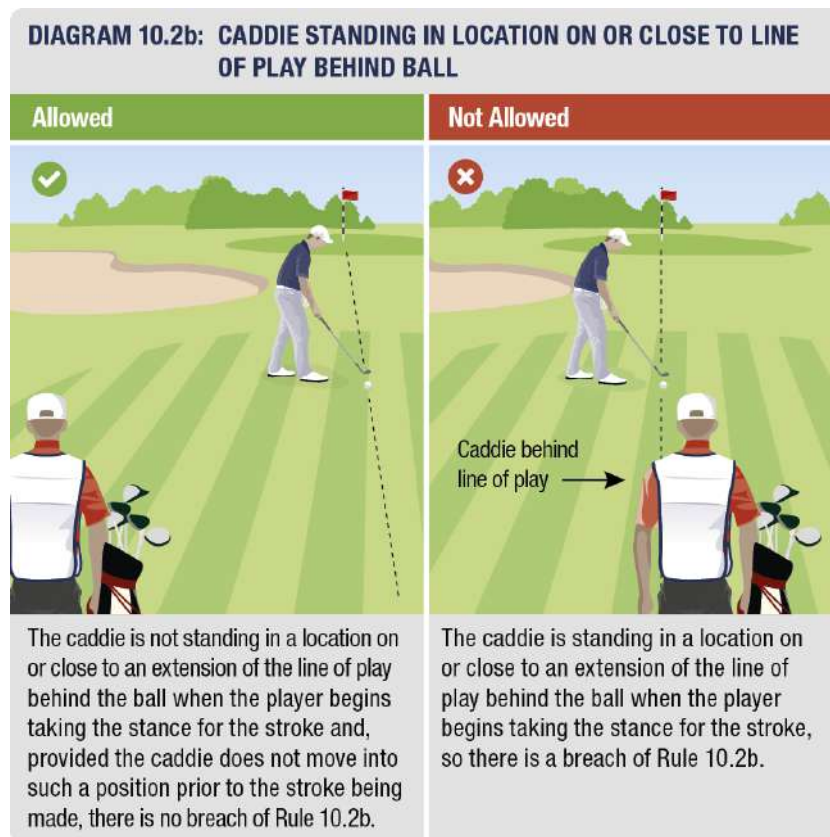 DIAGRAM 10.2b: CADDIE STANDING IN LOCATION ON OR CLOSE TO LINE
OF PLAY BEHIND BALL
Allowed
The caddie is not standing in a location on
or close to an extension of the line of play
behind the ball when the player begins
taking the stance for the stroke and,
provided the caddie does not move into
such a position prior to the stroke being
made, there is no breach of Rule 10.2b.
Not Allowed
Caddie behind
line of play
The caddie is standing in a location on
or close to an extension of the line of
play behind the ball when the player
begins taking the stance for the stroke,
so there is a breach of Rule 10.2b.